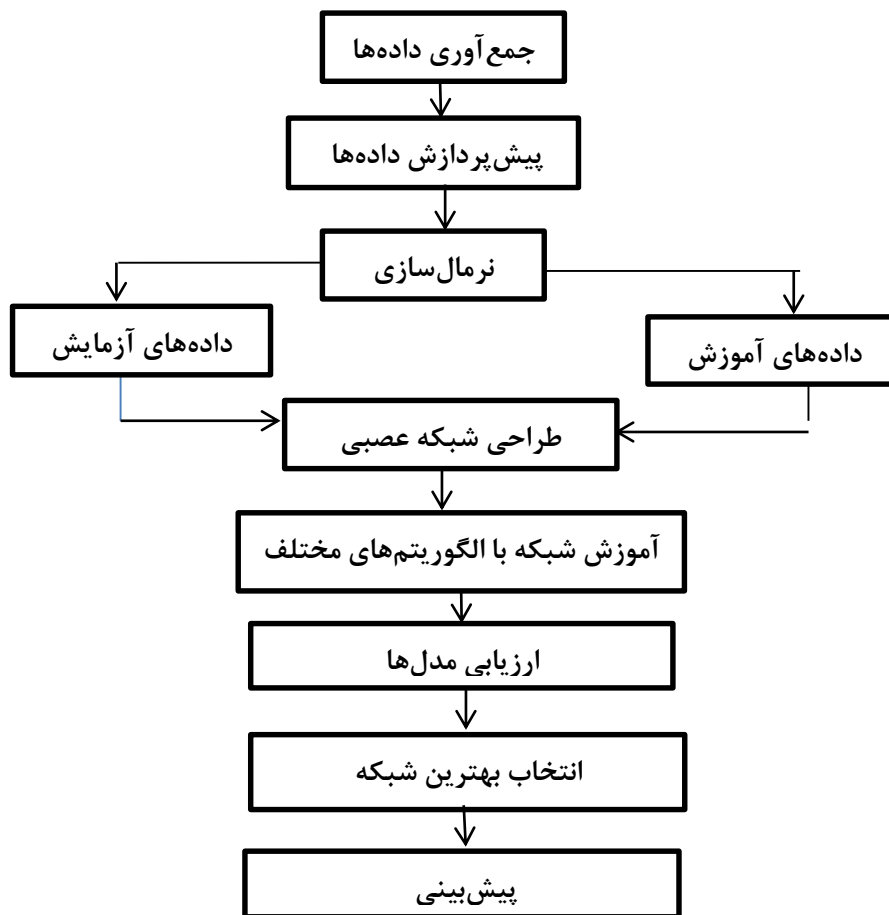 جمع‌آوری داده‌ها
پیش‌پردازش داده‌ها
نرمال‌سازی
داده‌های آموزش
داده‌های آزمایش
طراحی شبکه عصبی
آموزش شبکه با الگوریتم‌های مختلف
ارزیابی مدل‌ها
انتخاب بهترین شبکه
پیش‌بینی